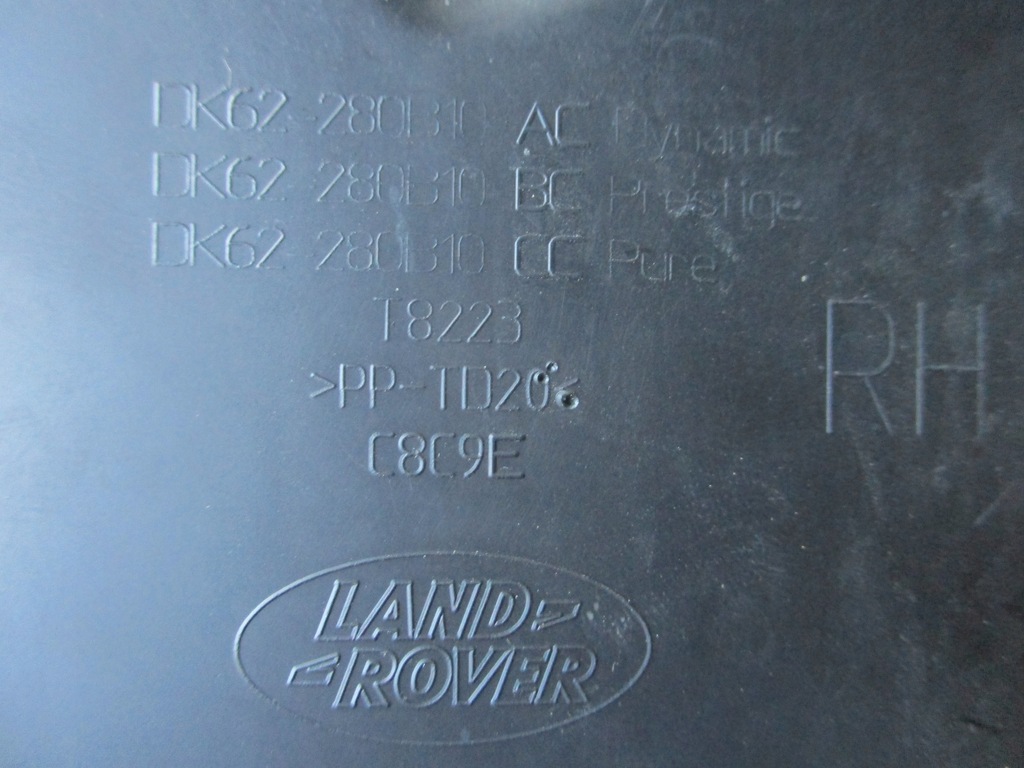 DK62 280B10 AC Dynamic
DK62 280B10 BC Prestige
DK62 280B10 CC Pure
T8223
>PP-TD20<
C8C9E
RH
LAND
ROVER